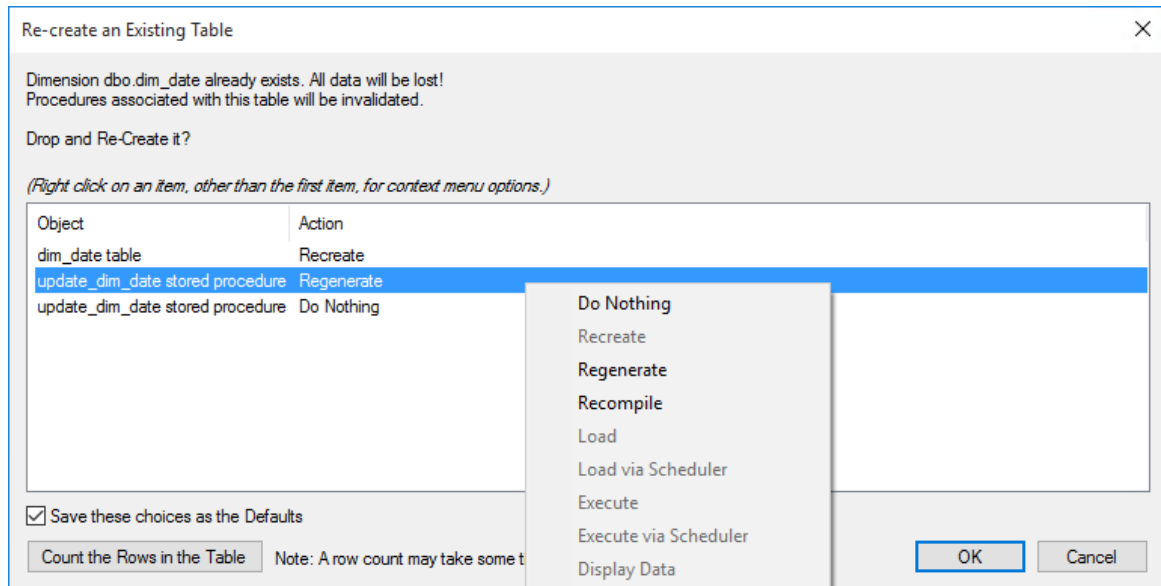 Re-create an Existing Table
Dimension dbo.dim_date already exists. All data will be lost!
Procedures associated with this table will be invalidated.
Drop and Re-Create it?
(Right click on an item, other than the first item, for context menu options.)
Object Action
dim_date table Recreate
update_dim_date stored procedure Regenerate
update_dim_date stored procedure Do Nothing
Do Nothing
Recreate
Regenerate
Recompile
Load
Load via Scheduler
Execute
Execute via Scheduler
Display Data
Save these choices as the Defaults
Count the Rows in the Table Note: A row count may take some
OK Cancel